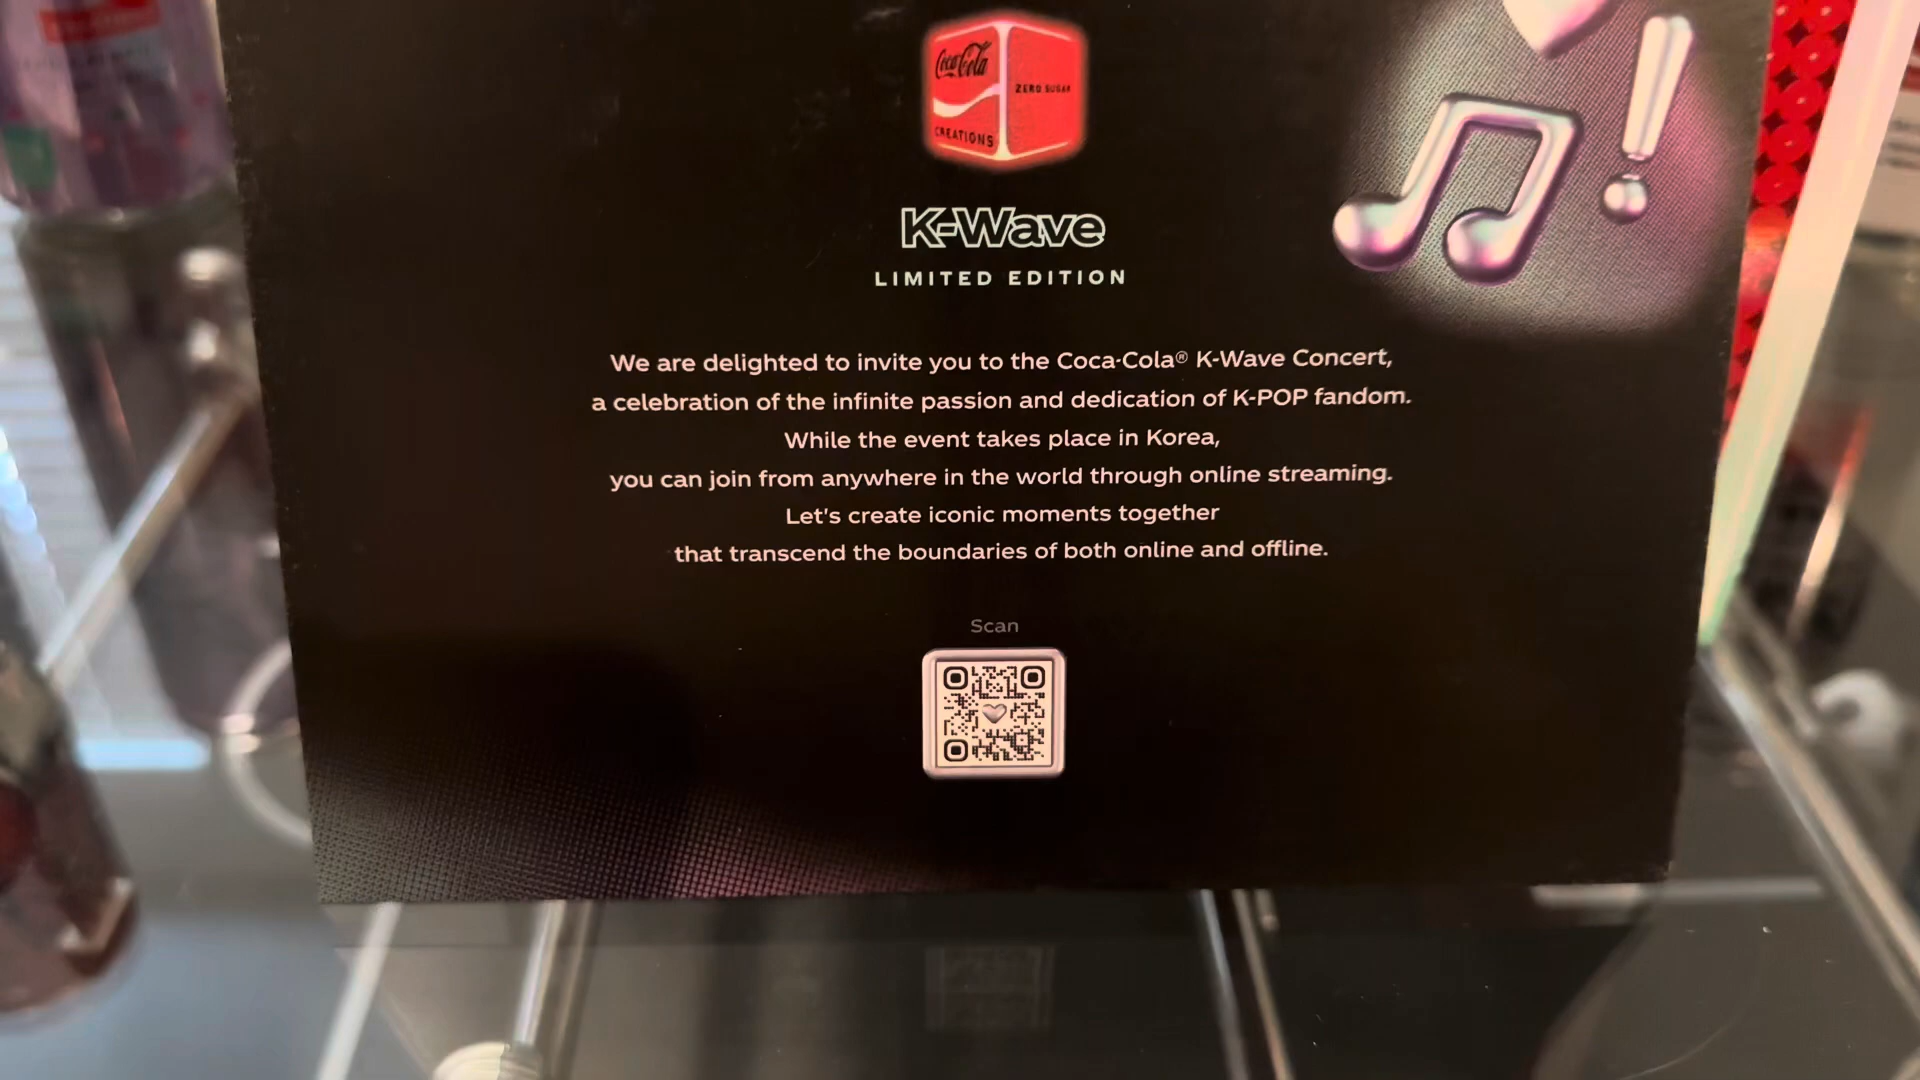 Coca-Cola
ZERO SUGAR
CREATIONS
K-Wave
LIMITED EDITION
We are delighted to invite you to the Coca-Cola® K-Wave Concert,
a celebration of the infinite passion and dedication of K-POP fandom.
While the event takes place in Korea,
you can join from anywhere in the world through online streaming.
Let's create iconic moments together
that transcend the boundaries of both online and offline.
Scan